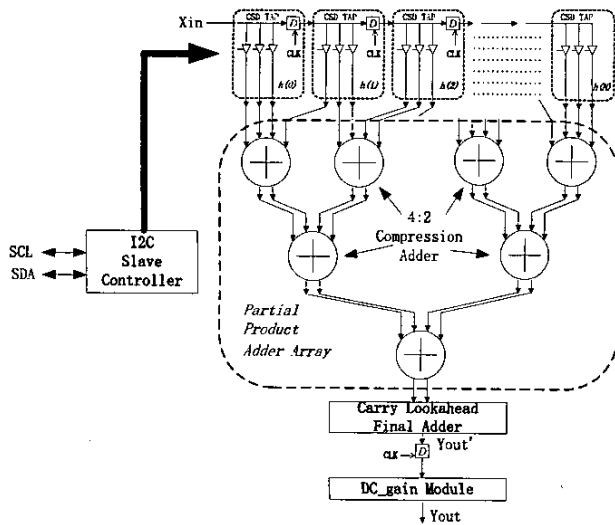 Xin
CSD TAP
D
CSD TAP
D
CSD TAP
D
CSD TAP
CLK
CLK
CLK
h(0)
h(1)
h(2)
4:2
Compression
Adder
I2C
Slave
Controller
SCL
SDA
Partial
Product
Adder Array
Carry Lookahead
Final Adder
Yout'
CLK
D
DC_gain Module
Yout